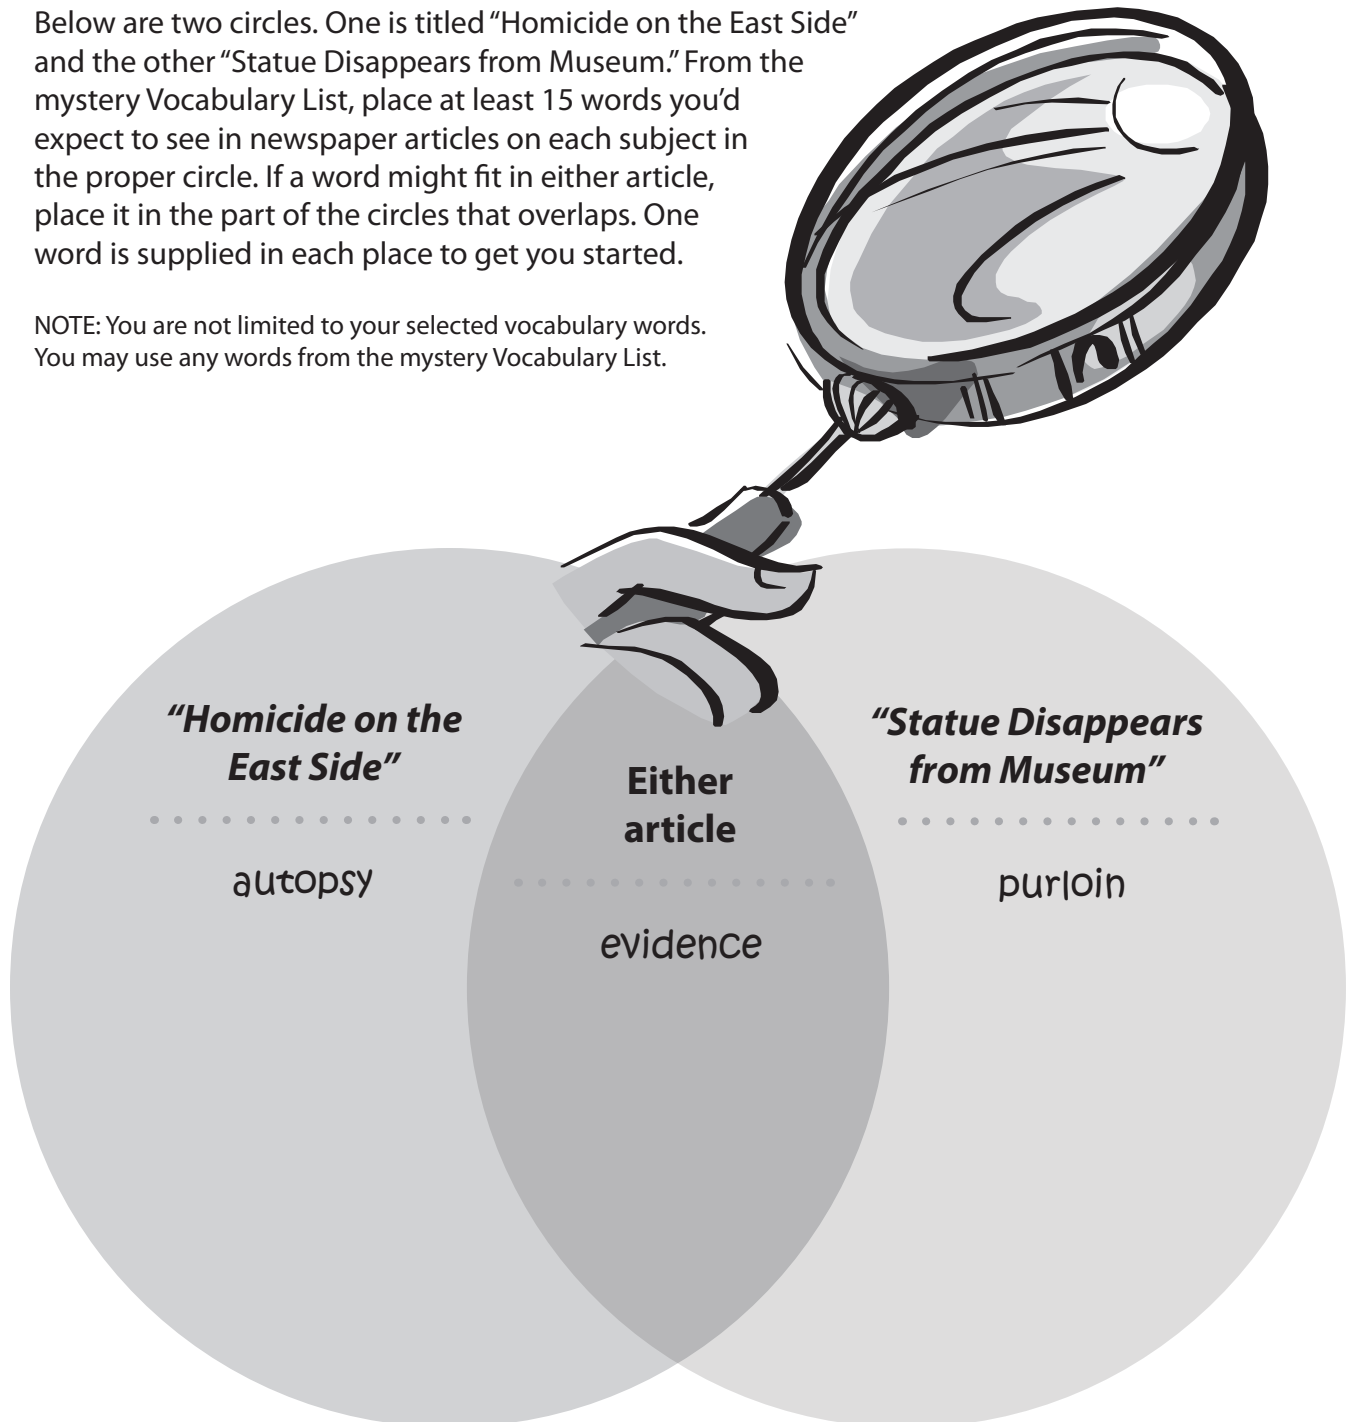 Below are two circles. One is titled “Homicide on the East Side”
and the other “Statue Disappears from Museum.” From the
mystery Vocabulary List, place at least 15 words you’d
expect to see in newspaper articles on each subject in
the proper circle. If a word might fit in either article,
place it in the part of the circles that overlaps. One
word is supplied in each place to get you started.
NOTE: You are not limited to your selected vocabulary words.
You may use any words from the mystery Vocabulary List.
“Homicide on the
East Side”
autopsy
Either
article
evidence
“Statue Disappears
from Museum”
purloin